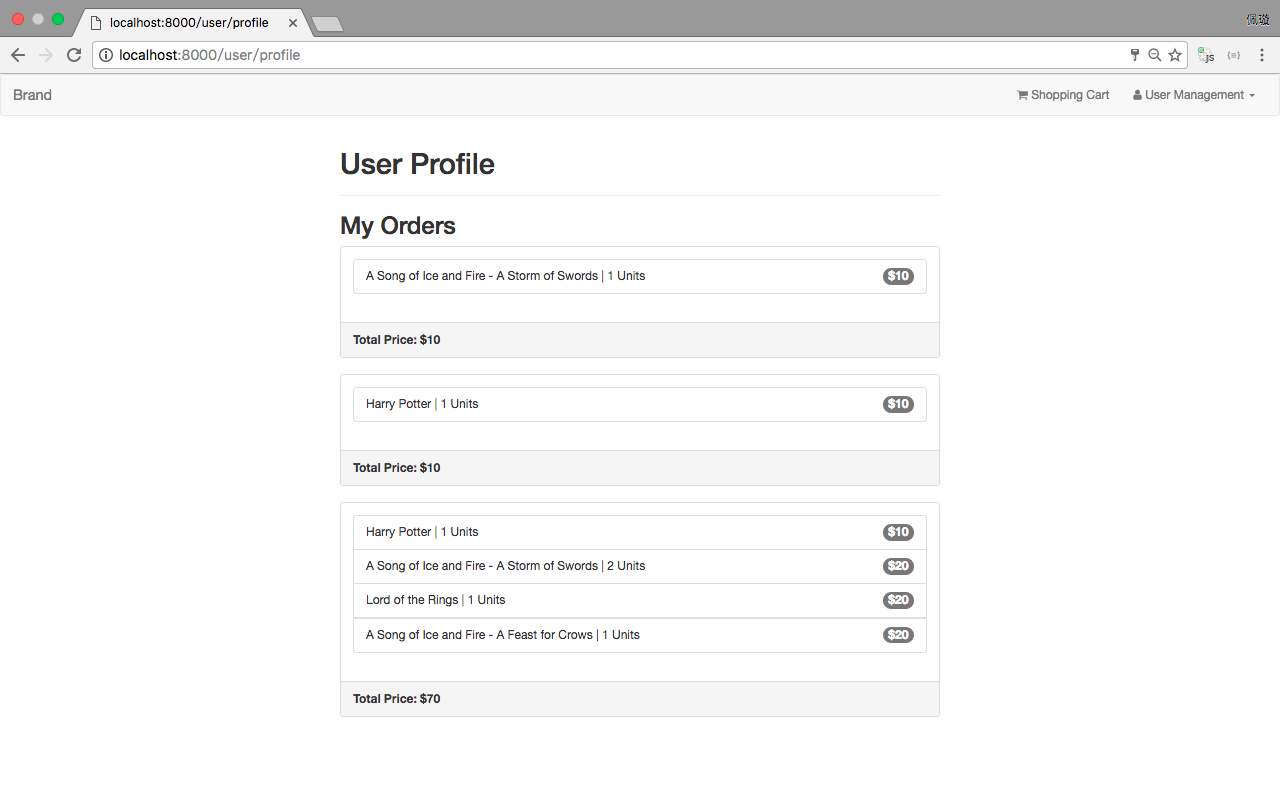 localhost:8000/user/profile
佩璇
localhost:8000/user/profile
JS
Brand
Shopping Cart
User Management
User Profile
My Orders
A Song of Ice and Fire - A Storm of Swords | 1 Units $10
Total Price: $10
Harry Potter | 1 Units $10
Total Price: $10
Harry Potter | 1 Units $10
A Song of Ice and Fire - A Storm of Swords | 2 Units $20
Lord of the Rings | 1 Units $20
A Song of Ice and Fire - A Feast for Crows | 1 Units $20
Total Price: $70